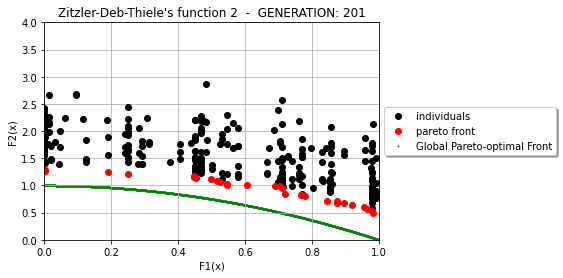 Zitzler-Deb-Thiele's function 2 - GENERATION: 201
4.0
3.5
3.0
2.5
2.0
1.5
1.0
0.5
0.0
F2(x)
0.0 0.2 0.4 0.6 0.8 1.0
F1(x)
individuals
pareto front
Global Pareto-optimal Front